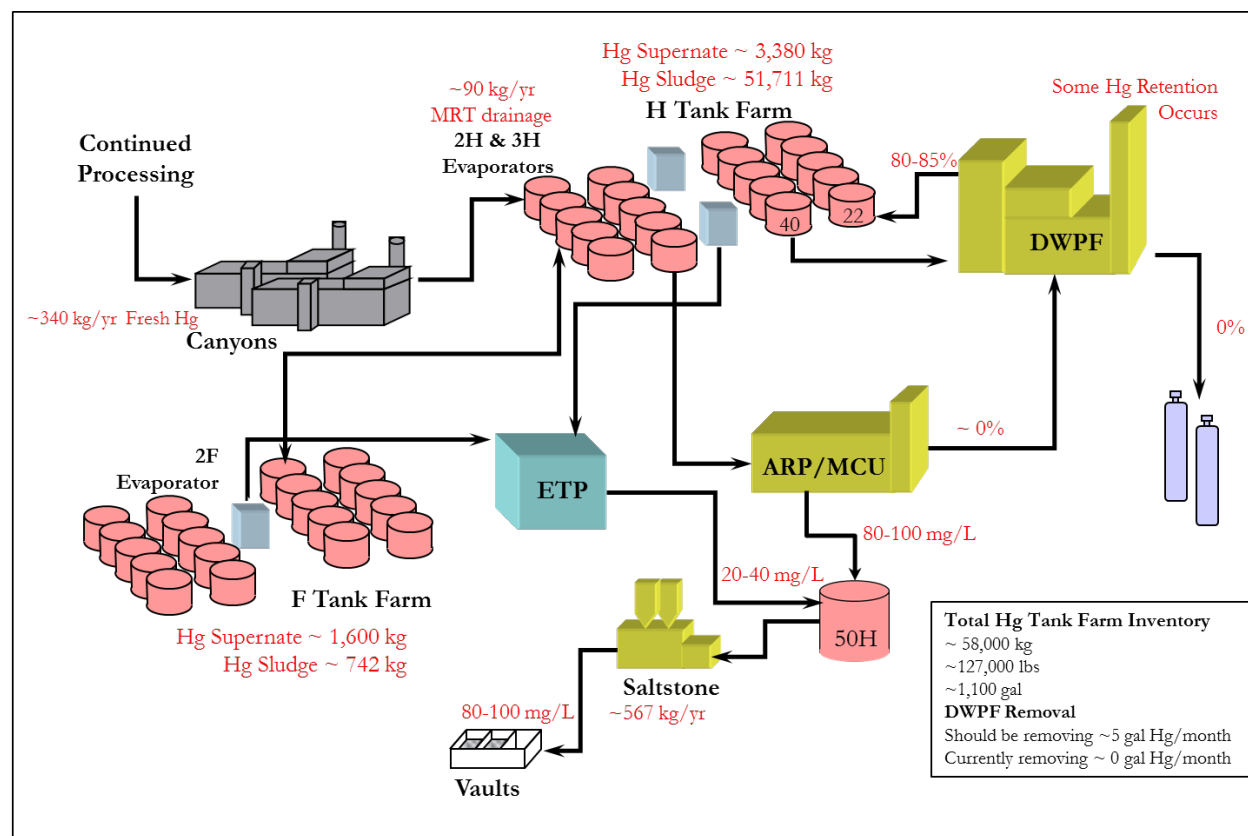 Hg Supernate ~ 3,380 kg
Hg Sludge ~ 51,711 kg
H Tank Farm
~90 kg/yr
MRT drainage
2H & 3H
Evaporators
Some Hg Retention
Occurs
Continued
Processing
80-85%
40
22
DWPF
~340 kg/yr Fresh Hg
Canyons
0%
2F
Evaporator
ETP
ARP/MCU
~ 0%
80-100 mg/L
20-40 mg/L
F Tank Farm
Hg Supernate ~ 1,600 kg
Hg Sludge ~ 742 kg
50H
Saltstone
~567 kg/yr
80-100 mg/L
Vaults
Total Hg Tank Farm Inventory
~ 58,000 kg
~127,000 lbs
~1,100 gal
DWPF Removal
Should be removing ~5 gal Hg/month
Currently removing ~ 0 gal Hg/month